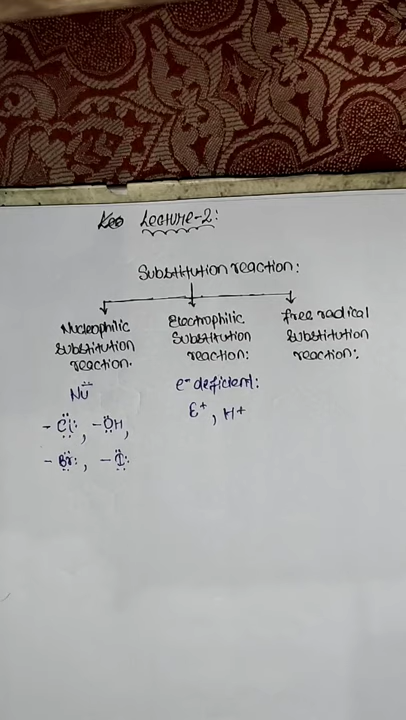 Lecture-2:
Substitution reaction:
Nucleophilic
substitution
reaction.
Electrophilic
Substitution
reaction:
free radical
Substitution
reaction:
Nu
e- deficient:
-Cl:, -OH,
E+, H+
-Br:, -I: